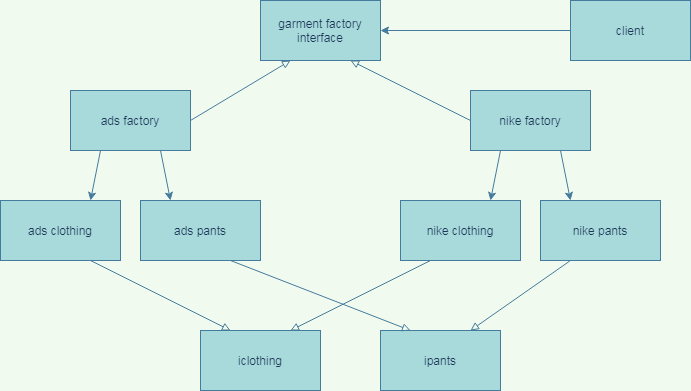 garment factory
interface
client
ads factory
nike factory
ads clothing
ads pants
nike clothing
nike pants
iclothing
ipants